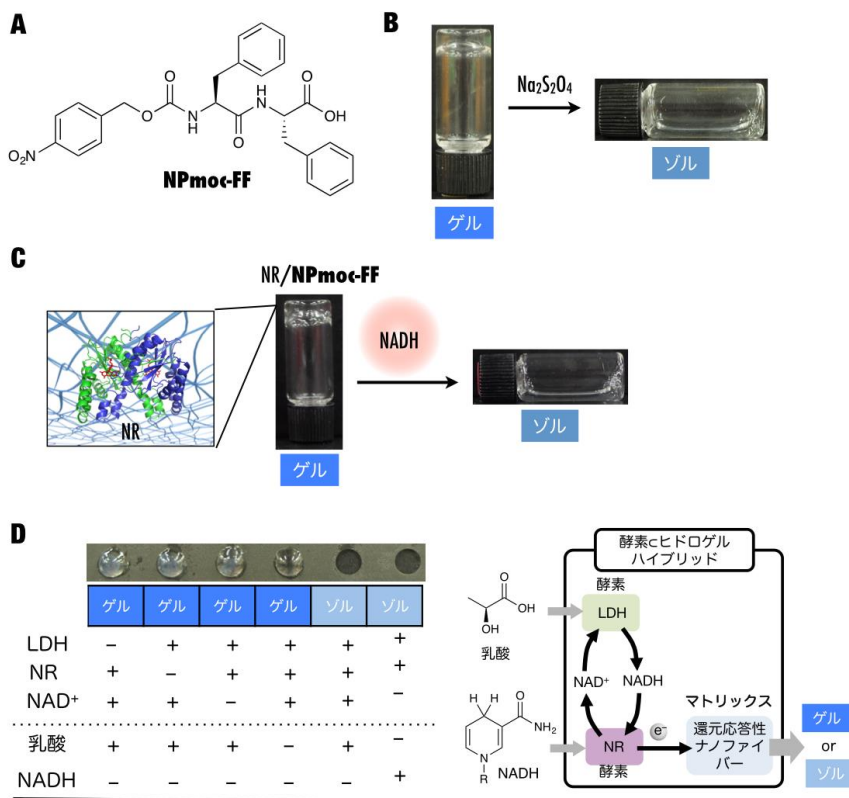 A
O₂N
O
O
N
H
O
H
N
O
OH
NPmoc-FF
B
Na₂S₂O₄
ゲル
ゾル
C
NR/NPmoc-FF
NR
NADH
ゲル
ゾル
D
ゲル ゲル ゲル ゲル ゾル ゾル
LDH − + + + + +
NR + − + + + +
NAD⁺ + + − + + −
乳酸 + + + − + −
NADH − − − − − +
酵素cヒドロゲル
ハイブリッド
O
OH
OH
乳酸
酵素
LDH
NAD⁺
NADH
H H O
NH₂
N
R
NADH
NR
酵素
e⁻
マトリックス
還元応答性
ナノファイ
バー
ゲル
or
ゾル